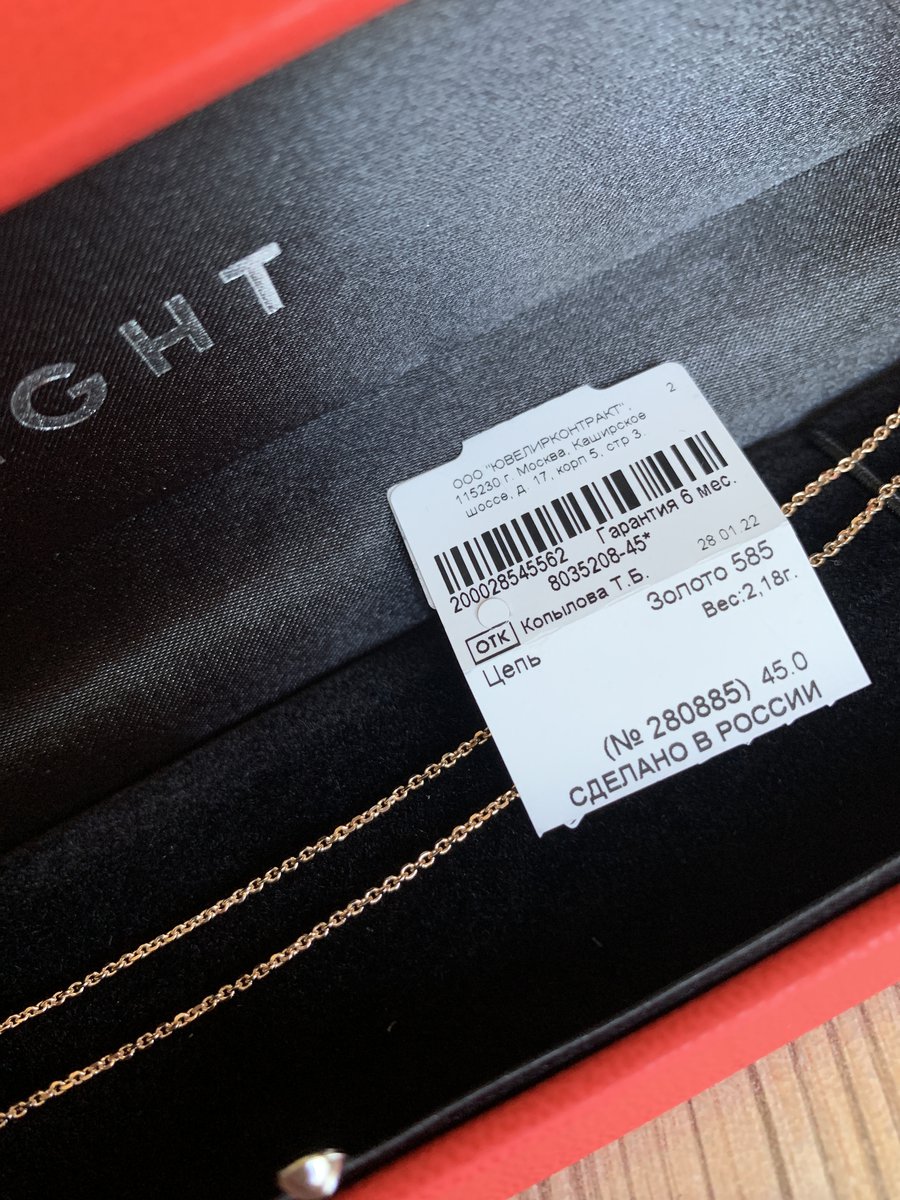 IGHT
2
ООО "ЮВЕЛИРКОНТРАКТ",
115230 г. Москва, Каширское
шоссе, д. 17, корп 5, стр 3.
200028545562 Гарантия 6 мес.
8035208-45*
28 01 22
ОТК Копылова Т.Б.
Цепь
Золото 585
Вес:2,18г.
(№ 280885) 45.0
СДЕЛАНО В РОССИИ